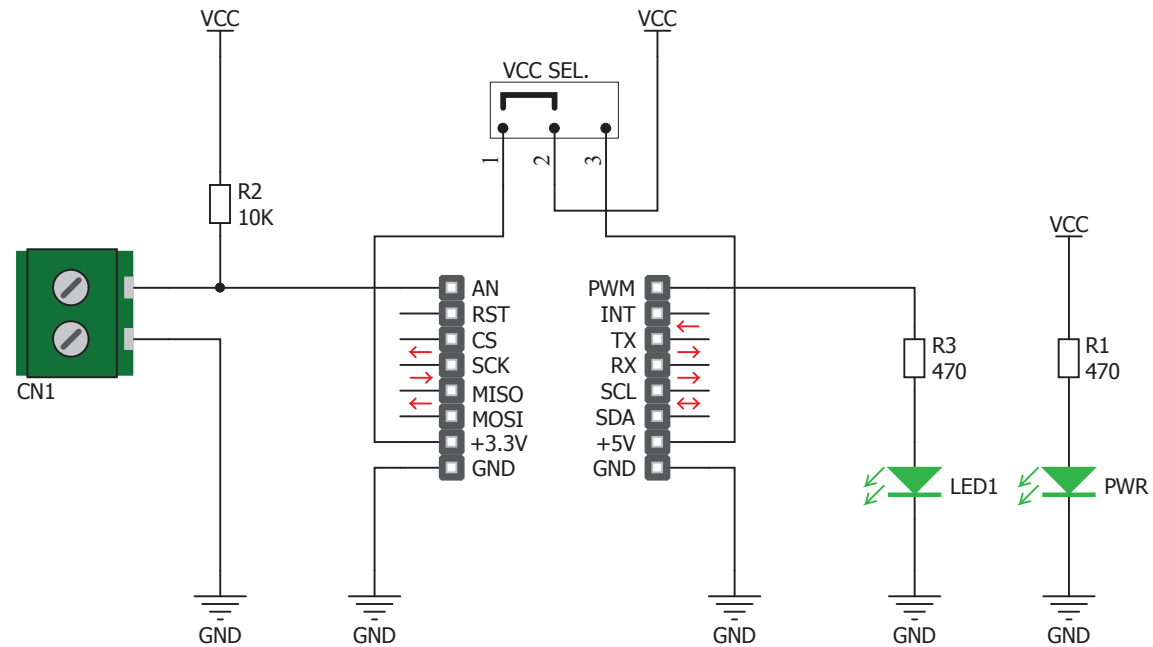 VCC
VCC
VCC SEL.
1
2
3
R2
10K
VCC
CN1
AN
RST
CS
SCK
MISO
MOSI
+3.3V
GND
PWM
INT
TX
RX
SCL
SDA
+5V
GND
R3
470
R1
470
LED1
PWR
GND
GND
GND
GND
GND